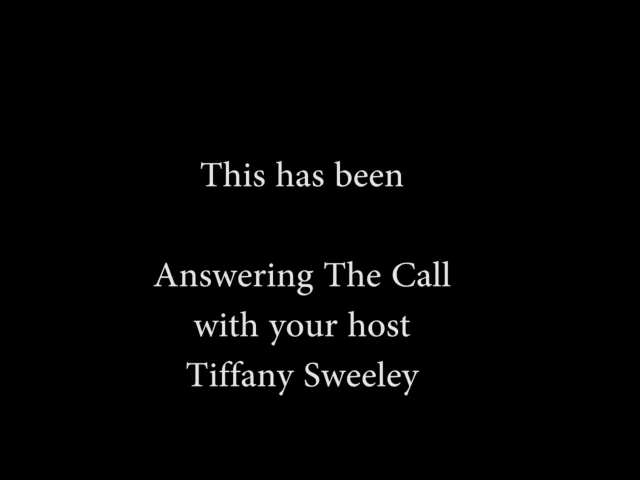 This has been
Answering The Call
with your host
Tiffany Sweeley